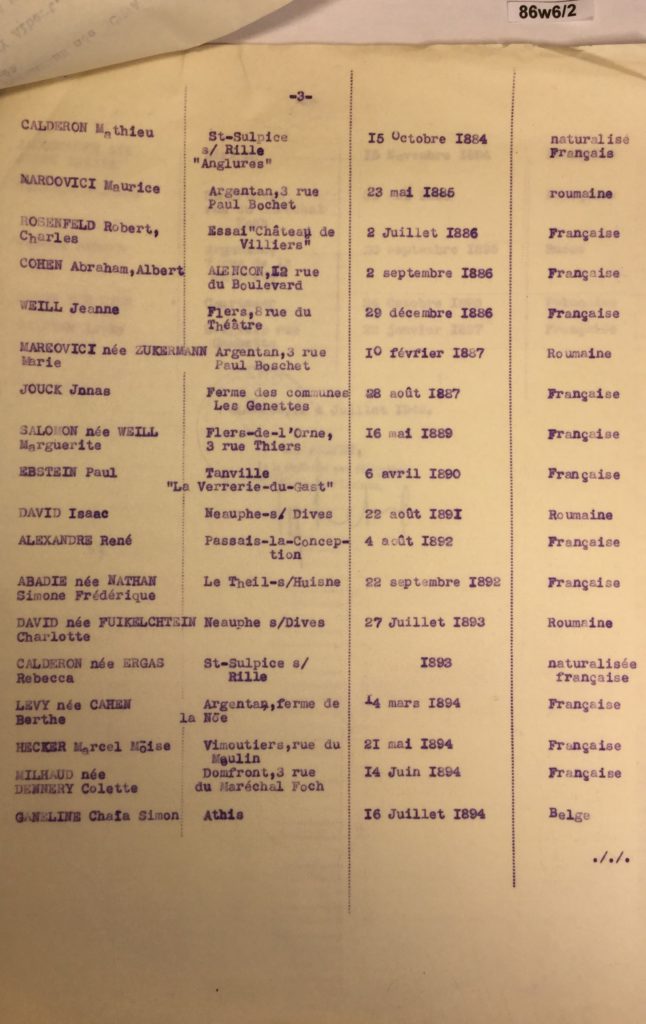 86w6/2
-3-
CALDERON Mathieu St-Sulpice 15 Octobre 1884 naturalisé
s/ Rille Français
"Anglures"
MARDOVICI Maurice Argentan,3 rue 23 mai 1885 roumaine
Paul Bochet
ROSENFELD Robert, Essai"Château de 2 Juillet 1886 Française
Charles Villiers"
COHEN Abraham,Albert ALENCON,12 rue 2 septembre 1886 Française
du Boulevard
WEILL Jeanne Flers,8 rue du 29 décembre 1886 Française
Théâtre
MARCOVICI née ZUKERMANN Argentan,3 rue 10 février 1887 Roumaine
Marie Paul Boschet
JOUCK Jonas Ferme des communes 28 août 1887 Française
Les Genettes
SALOMON née WEILL Flers-de-l'Orne, 16 mai 1889 Française
Marguerite 3 rue Thiers
EBSTEIN Paul Tanville 6 avril 1890 Française
"La Verrerie-du-Gast"
DAVID Isaac Neauphe-s/ Dives 22 août 1891 Roumaine
ALEXANDRE René Passais-la-Concep- 4 août 1892 Française
tion
ABADIE née NATHAN Le Theil-s/Huisne 22 septembre 1892 Française
Simone Frédérique
DAVID née FUIKELCHTEIN Neauphe s/Dives 27 Juillet 1893 Roumaine
Charlotte
CALDERON née ERGAS St-Sulpice s/ 1893 naturalisée
Rebecca Rille française
LEVY née CAHEN Argentan,ferme de 14 mars 1894 Française
Berthe la Nöe
HECKER Marcel Möise Vimoutiers,rue du 21 mai 1894 Française
Moulin
MILHAUD née Domfront,3 rue 14 Juin 1894 Française
DENNERY Colette du Maréchal Foch
GANELINE Chaïa Simon Athis 16 Juillet 1894 Belge
./././